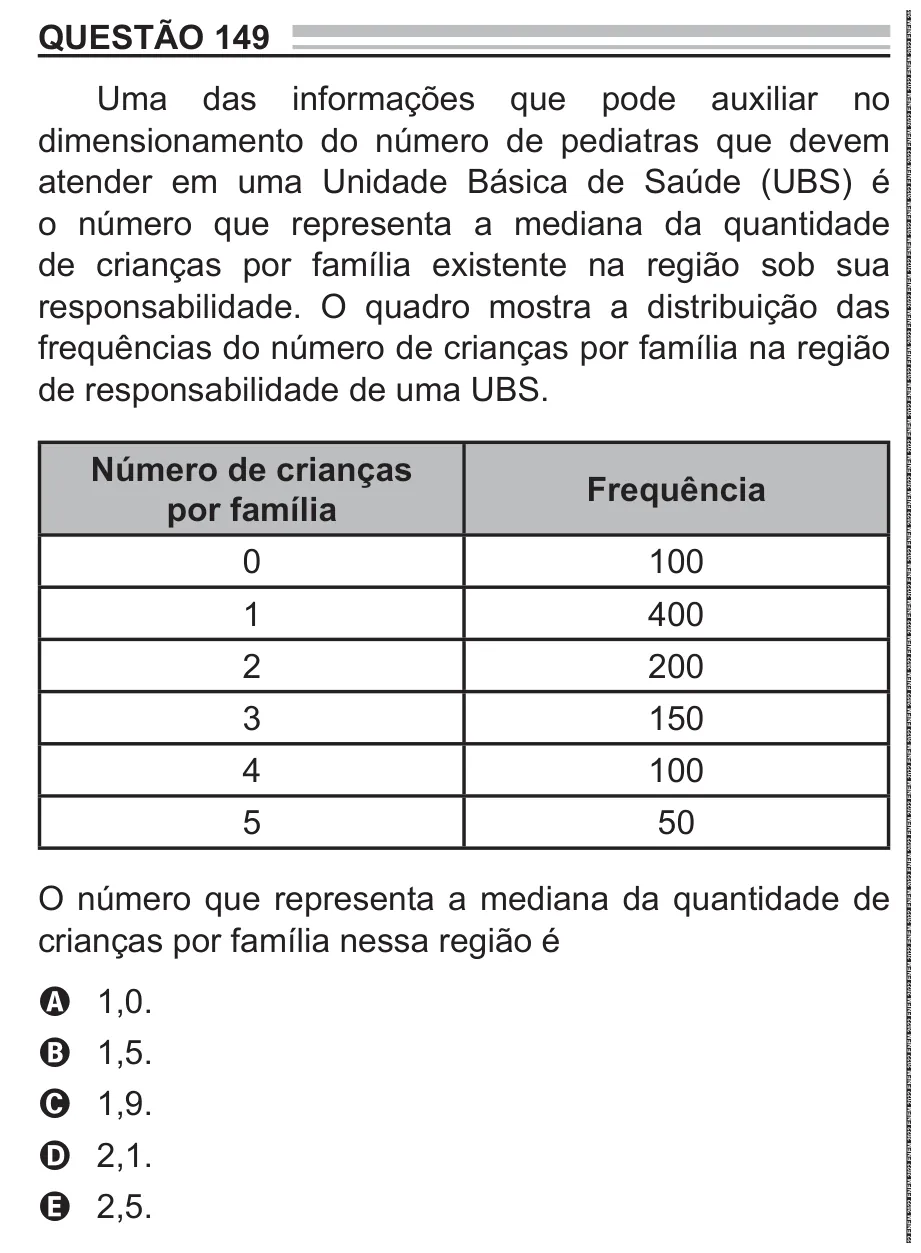 QUESTÃO 149
Uma das informações que pode auxiliar no
dimensionamento do número de pediatras que devem
atender em uma Unidade Básica de Saúde (UBS) é
o número que representa a mediana da quantidade
de crianças por família existente na região sob sua
responsabilidade. O quadro mostra a distribuição das
frequências do número de crianças por família na região
de responsabilidade de uma UBS.
Número de crianças
por família
Frequência
0 100
1 400
2 200
3 150
4 100
5 50
O número que representa a mediana da quantidade de
crianças por família nessa região é
A 1,0.
B 1,5.
C 1,9.
D 2,1.
E 2,5.